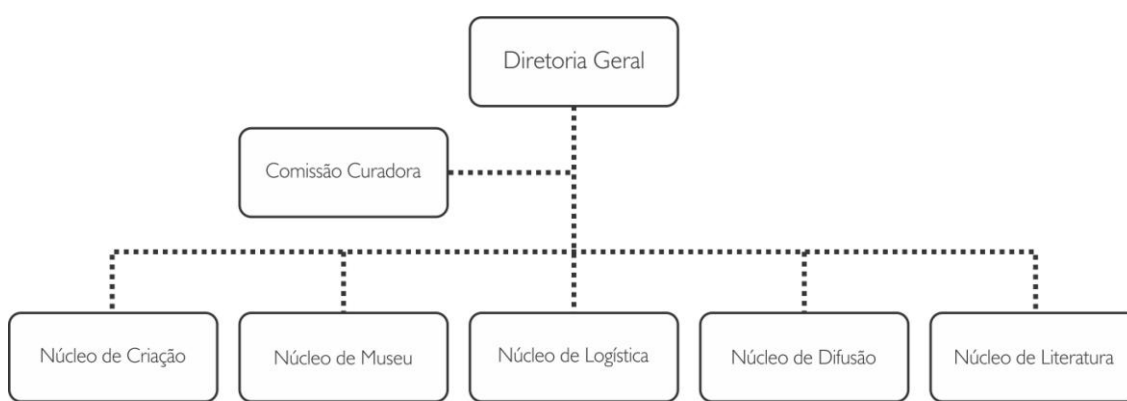 Diretoria Geral
Comissão Curadora
Núcleo de Criação
Núcleo de Museu
Núcleo de Logística
Núcleo de Difusão
Núcleo de Literatura